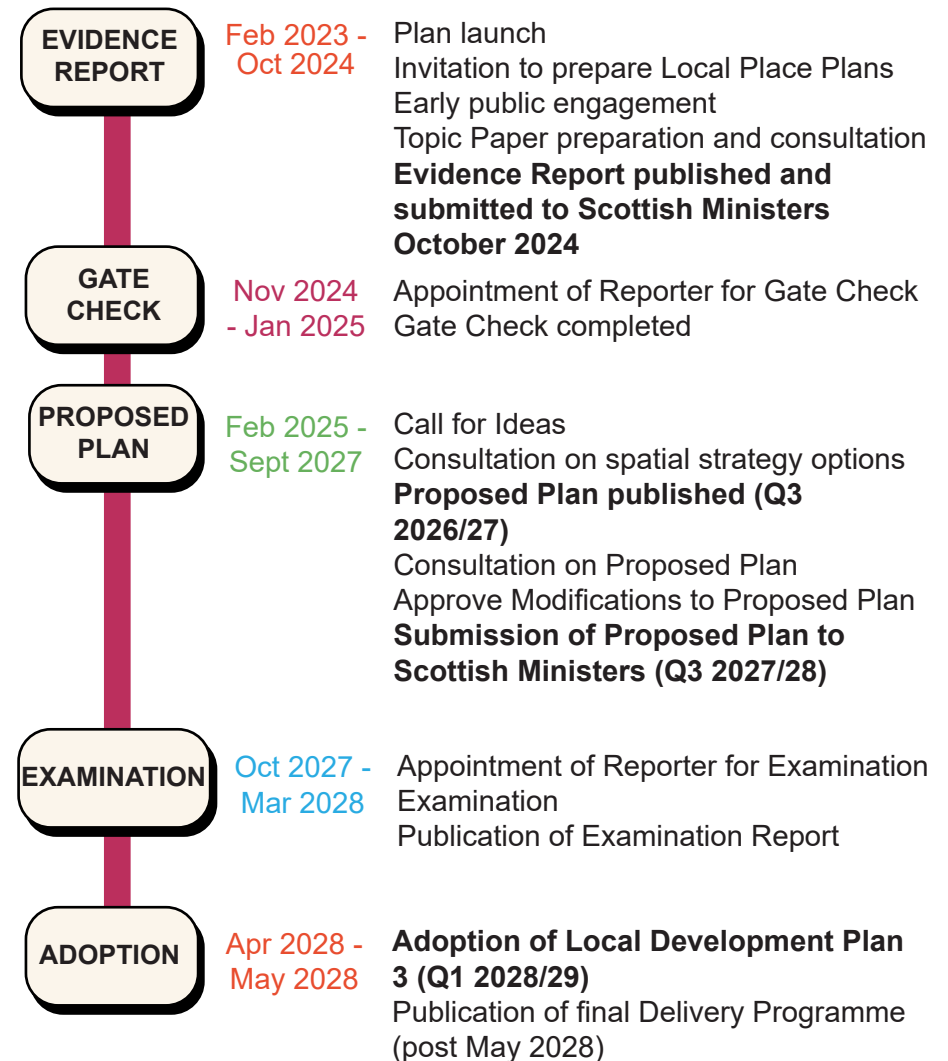 EVIDENCE
REPORT
Feb 2023 -
Oct 2024
Plan launch
Invitation to prepare Local Place Plans
Early public engagement
Topic Paper preparation and consultation
Evidence Report published and
submitted to Scottish Ministers
October 2024
GATE
CHECK
Nov 2024
- Jan 2025
Appointment of Reporter for Gate Check
Gate Check completed
PROPOSED
PLAN
Feb 2025 -
Sept 2027
Call for Ideas
Consultation on spatial strategy options
Proposed Plan published (Q3
2026/27)
Consultation on Proposed Plan
Approve Modifications to Proposed Plan
Submission of Proposed Plan to
Scottish Ministers (Q3 2027/28)
EXAMINATION
Oct 2027 -
Mar 2028
Appointment of Reporter for Examination
Examination
Publication of Examination Report
ADOPTION
Apr 2028 -
May 2028
Adoption of Local Development Plan
3 (Q1 2028/29)
Publication of final Delivery Programme
(post May 2028)